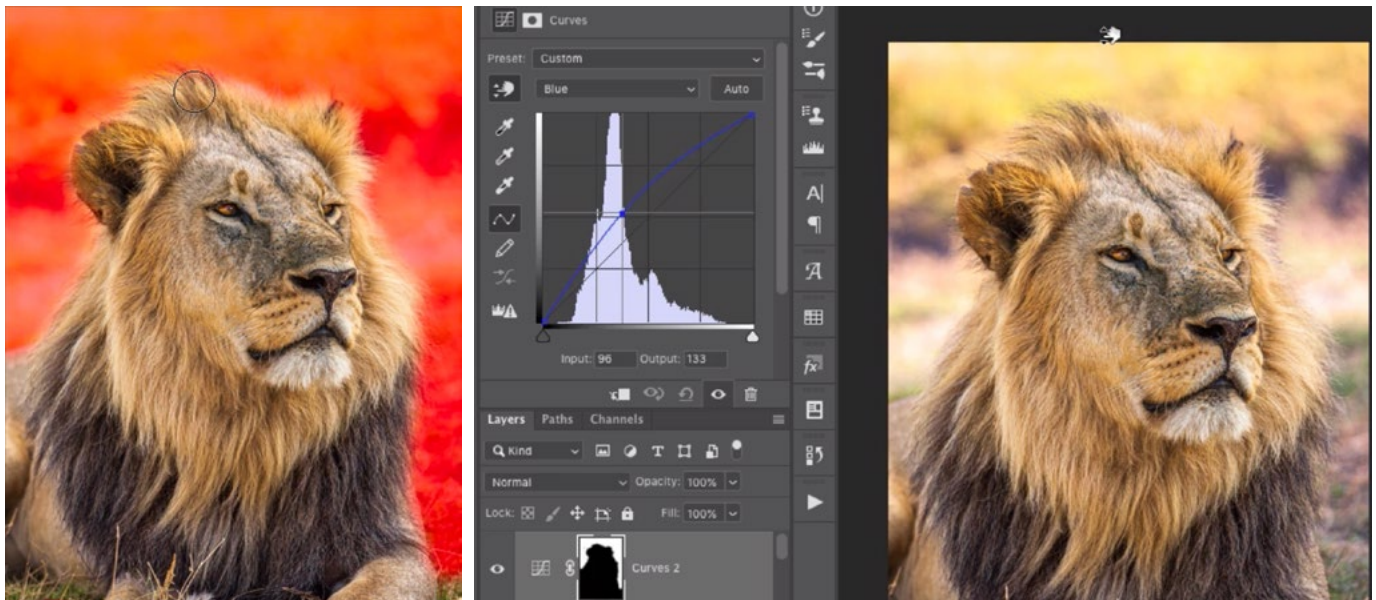 Curves
Preset: Custom
Blue Auto
Input: 96 Output: 133
Layers Paths Channels
Kind
Normal Opacity: 100%
Lock: Fill: 100%
Curves 2
A|
¶
A
fx
T